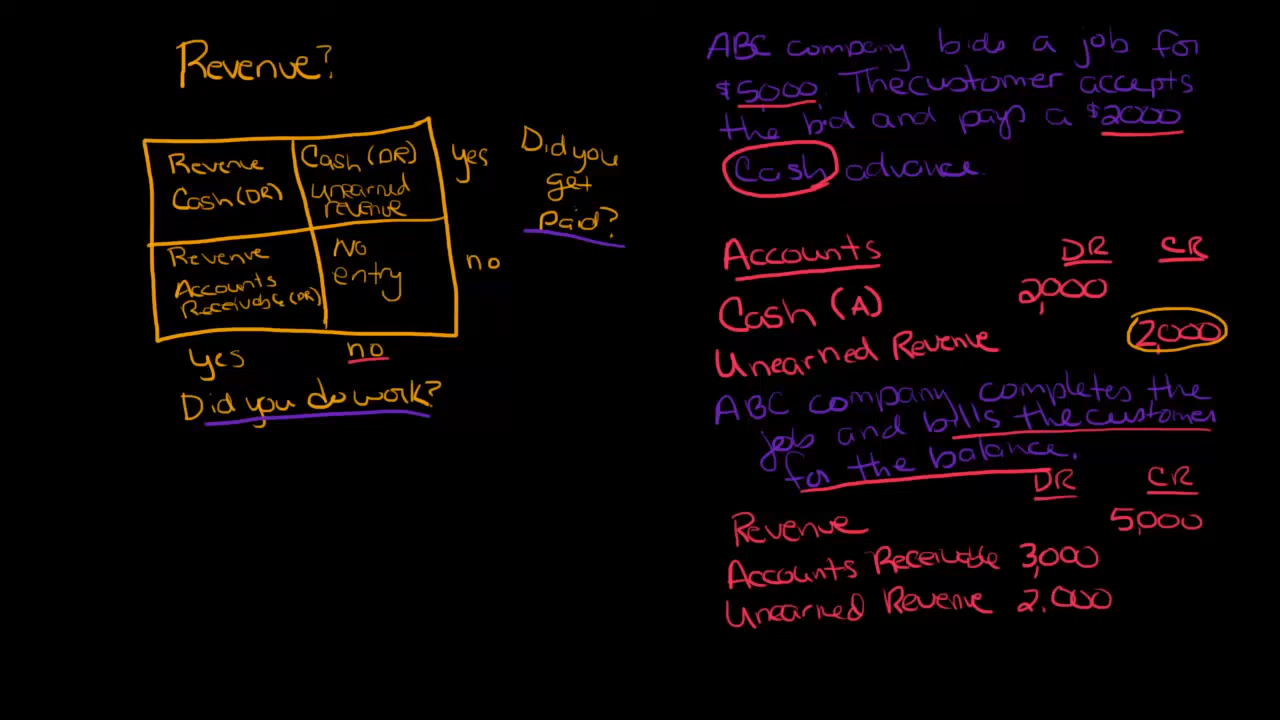 Revenue?
Revenue
Cash (DR)
Cash (DR)
unearned
revenue
yes
Did you
get
paid?
Revenue
Accounts
Receivable (DR)
No
entry
no
yes
no
Did you do work?
ABC company bids a job for
$5000. The customer accepts
the bid and pays a $2000
Cash advance.
Accounts DR CR
Cash (A) 2,000
Unearned Revenue 2,000
ABC company completes the
job and bills the customer
for the balance.
DR CR
Revenue 5,000
Accounts Receivable 3,000
Unearned Revenue 2,000